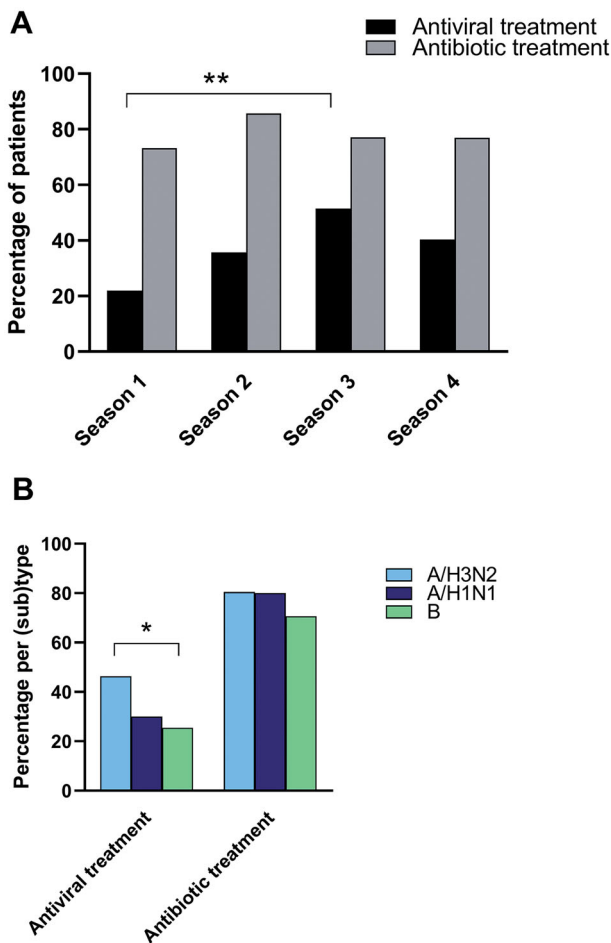 A
Antiviral treatment
Antibiotic treatment
Percentage of patients
100
80
60
40
20
0
**
Season 1
Season 2
Season 3
Season 4
B
Percentage per (sub)type
100
80
60
40
20
0
*
A/H3N2
A/H1N1
B
Antiviral treatment
Antibiotic treatment